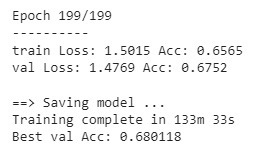 Epoch 199/199
----------
train Loss: 1.5015 Acc: 0.6565
val Loss: 1.4769 Acc: 0.6752
==> Saving model ...
Training complete in 133m 33s
Best val Acc: 0.680118